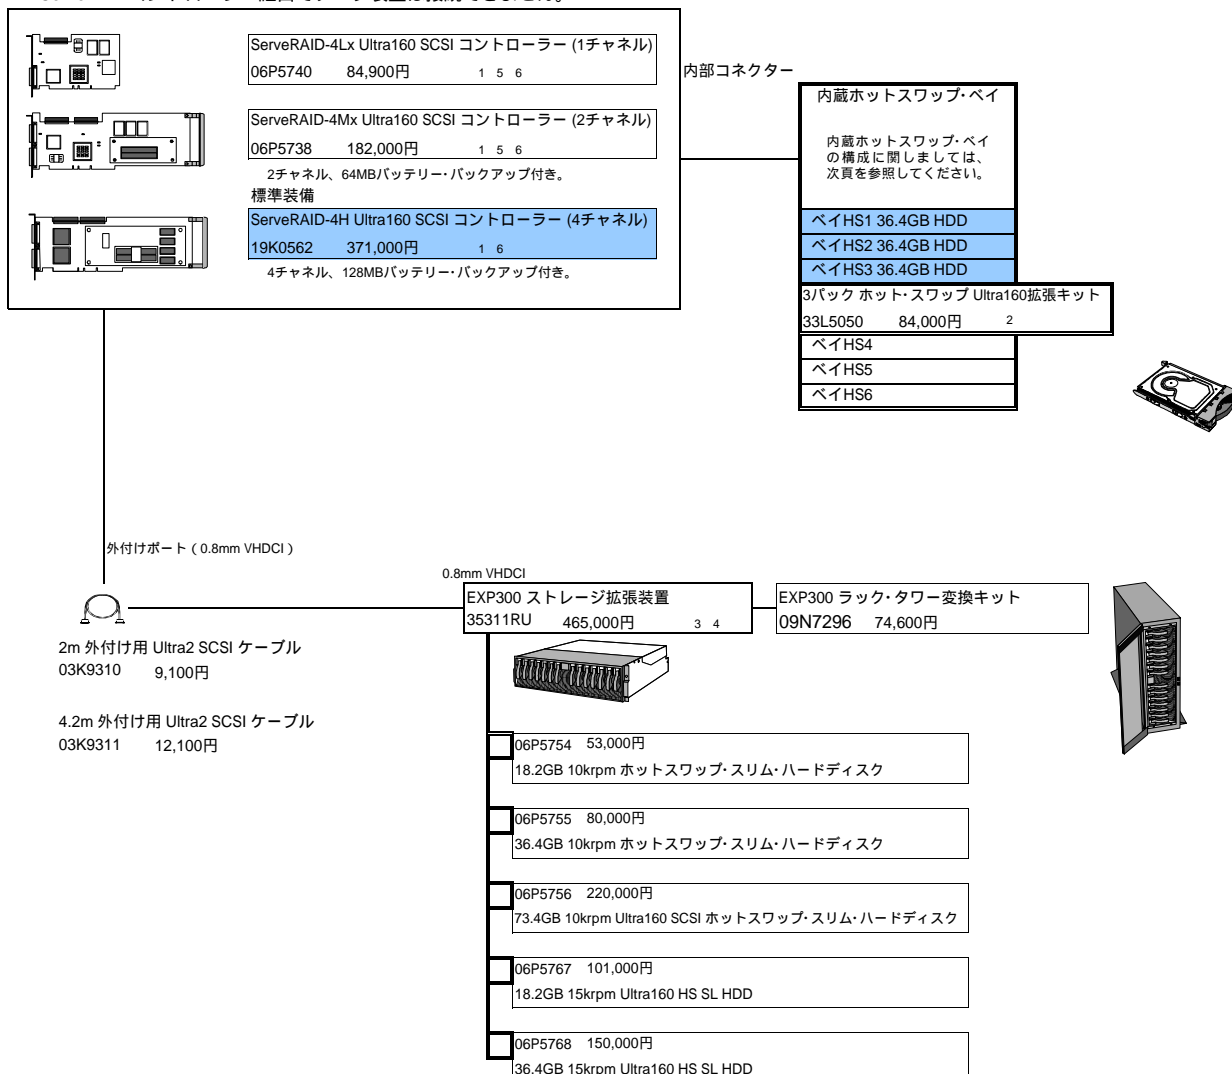 ServeRAID-4Lx Ultra160 SCSI コントローラー (1チャネル)
06P5740 84,900円 1 5 6
ServeRAID-4Mx Ultra160 SCSI コントローラー (2チャネル)
06P5738 182,000円 1 5 6
2チャネル、64MBバッテリー・バックアップ付き。
標準装備
ServeRAID-4H Ultra160 SCSI コントローラー (4チャネル)
19K0562 371,000円 1 6
4チャネル、128MBバッテリー・バックアップ付き。
内部コネクター
内蔵ホットスワップ・ベイ
内蔵ホットスワップ・ベイ
の構成に関しましては、
次頁を参照してください。
ベイHS1 36.4GB HDD
ベイHS2 36.4GB HDD
ベイHS3 36.4GB HDD
3パック ホット・スワップ Ultra160拡張キット
33L5050 84,000円 2
ベイHS4
ベイHS5
ベイHS6
外付けポート（0.8mm VHDCI）
0.8mm VHDCI
EXP300 ストレージ拡張装置
35311RU 465,000円 3 4
EXP300 ラック・タワー変換キット
09N7296 74,600円
2m 外付け用 Ultra2 SCSI ケーブル
03K9310 9,100円
4.2m 外付け用 Ultra2 SCSI ケーブル
03K9311 12,100円
06P5754 53,000円
18.2GB 10krpm ホットスワップ・スリム・ハードディスク
06P5755 80,000円
36.4GB 10krpm ホットスワップ・スリム・ハードディスク
06P5756 220,000円
73.4GB 10krpm Ultra160 SCSI ホットスワップ・スリム・ハードディスク
06P5767 101,000円
18.2GB 15krpm Ultra160 HS SL HDD
06P5768 150,000円
36.4GB 15krpm Ultra160 HS SL HDD